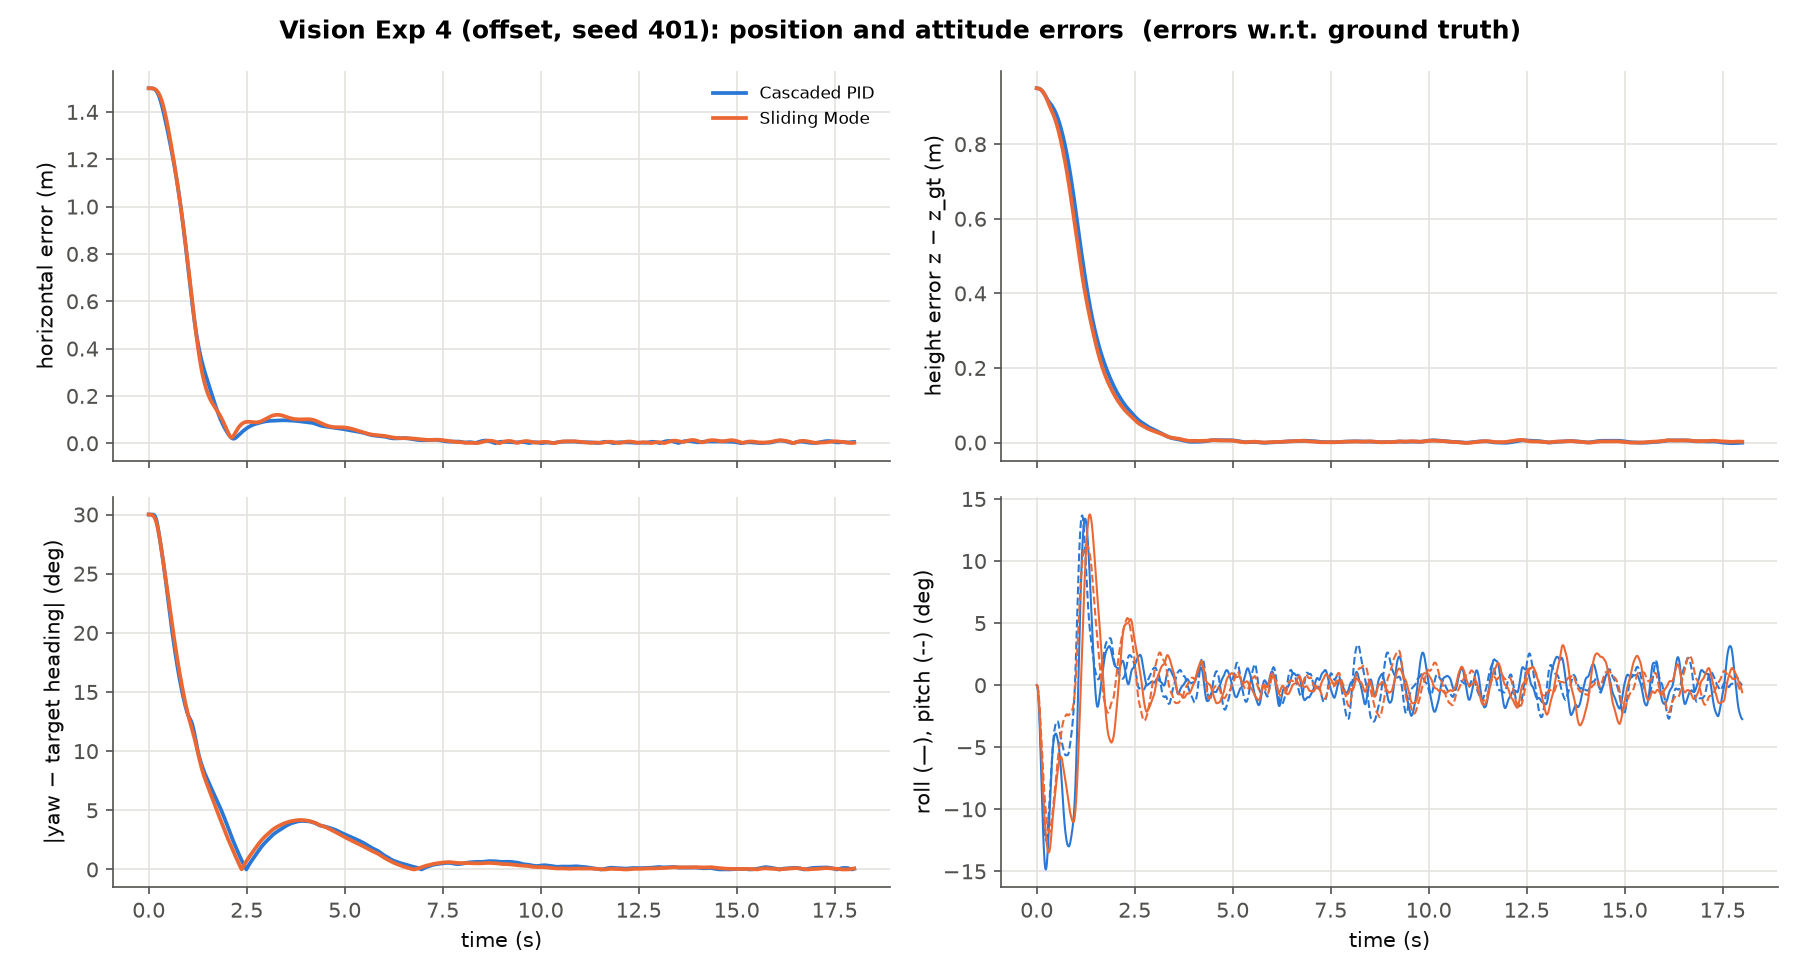 Vision Exp 4 (offset, seed 401): position and attitude errors  (errors w.r.t. ground truth)
Cascaded PID
Sliding Mode
horizontal error (m)
1.4
1.2
1.0
0.8
0.6
0.4
0.2
0.0
height error z − z_gt (m)
0.8
0.6
0.4
0.2
0.0
|yaw − target heading| (deg)
30
25
20
15
10
5
0
0.0 2.5 5.0 7.5 10.0 12.5 15.0 17.5
time (s)
roll (—), pitch (--) (deg)
15
10
5
0
−5
−10
−15
0.0 2.5 5.0 7.5 10.0 12.5 15.0 17.5
time (s)